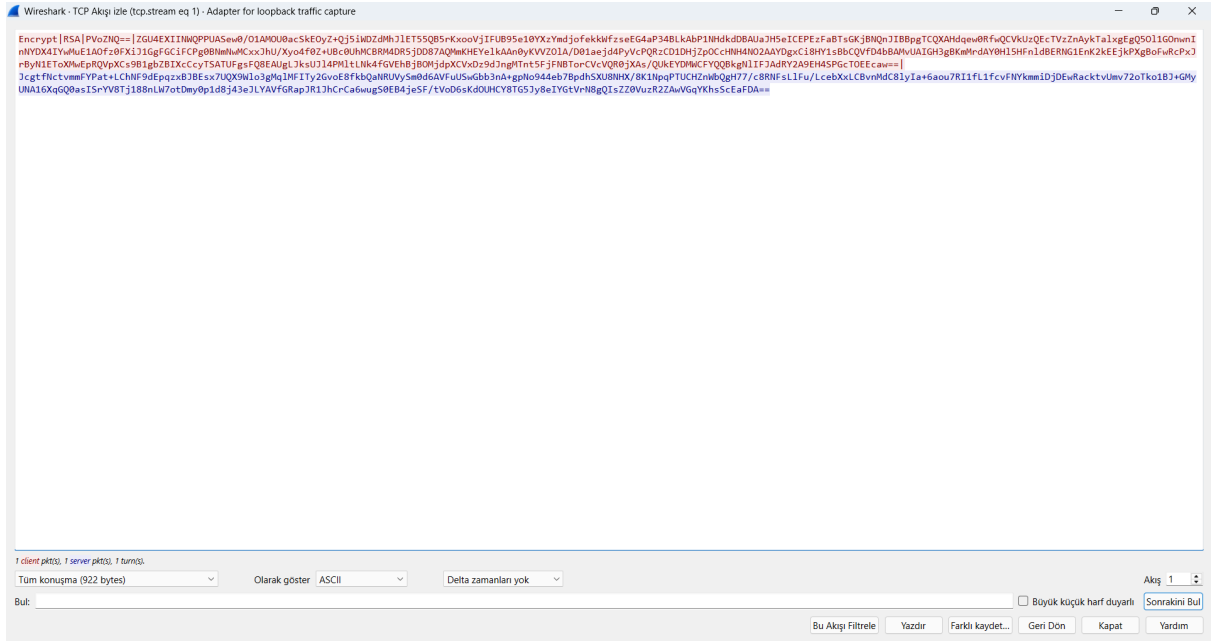 Wireshark · TCP Akışı izle (tcp.stream eq 1) · Adapter for loopback traffic capture
Encrypt|RSA|PVoZNQ==|ZGU4EXIINWQPPUASew0/O1AMOU0acSkEOyZ+Qj5iWDZdMhJlET55QB5rKxooVjIFUB95e10YXzYmdjofekkWfzseEG4aP34BLkAbP1NHdkdDBAUaJH5eICEPEzFaBTsGKjBNQnJIBBpgTCQXAHdqew0RfwQCVkUzQEcTVzZnAykTalxgEgQ5Ol1GOnwnI
nNYDX4IYwMuE1AOfz0FXiJ1GgFGCiFCPg0BNmNwMCxxJhU/Xyo4f0Z+UBc0UhMCBRM4DR5jDD87AQMmKHEYelkAAn0yKVVZOlA/D01aejd4PyVcPQRzCD1DHjZpOCcHNH4NO2AAYDgxCi8HY1sBbCQVfD4bBAMvUAIGH3gBKmMrdAY0Hl5HFnldBERNG1EnK2kEEjkPXgBoFwRcPxJ
rByN1EToXMwEpRQVpXCs9B1gbZBIXcCcyTSATUFgsFQ8EAUgLJksUJl4PMltLNk4fGVEhBjBOMjdpXCVxDz9dJngMTnt5FjFNBTorCVcVQR0jXAs/QUkEYDMWCFYQQBkgNlIFJAdRY2A9EH4SPGcTOEEcaw==|
JcgtfNctvmmFYPat+LChNF9dEpqzxBJBEsx7UQX9Wlo3gMqlMFITy2GvoE8fkbQaNRUVySm0d6AVFuUSwGbb3nA+gpNo944eb7BpdhSXU8NHX/8K1NpqPTUCHZnWbQgH77/c8RNFsLlFu/LcebXxLCBvnMdC8lyIa+6aou7RI1fL1fcvFNYkmmiDjDEwRacktvUmv72oTko1BJ+GMy
UNA16XqGQ0asISrYV8Tj188nLW7otDmy0p1d8j43eJLYAVfGRapJR1JhCrCa6wugS0EB4jeSF/tVoD6sKdOUHCY8TG5Jy8eIYGtVrN8gQIsZZ0VuzR2ZAwVGqYKhsScEaFDA==
1 client pkt(s), 1 server pkt(s), 1 turn(s).
Tüm konuşma (922 bytes) Olarak göster ASCII Delta zamanları yok Akış 1
Bul: Büyük küçük harf duyarlı Sonrakini Bul
Bu Akışı Filtrele Yazdır Farklı kaydet... Geri Dön Kapat Yardım